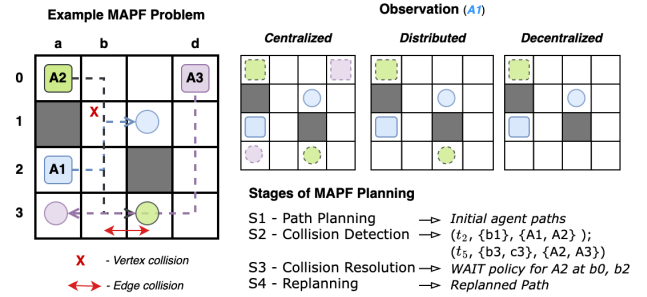 Example MAPF Problem
a b d
0 A2 A3
1 X
2 A1
3
X - Vertex collision
- Edge collision
Observation (A1)
Centralized Distributed Decentralized
Stages of MAPF Planning
S1 - Path Planning Initial agent paths
S2 - Collision Detection (t₂, {b1}, {A1, A2} );
(t₅, {b3, c3}, {A2, A3})
S3 - Collision Resolution WAIT policy for A2 at b0, b2
S4 - Replanning Replanned Path